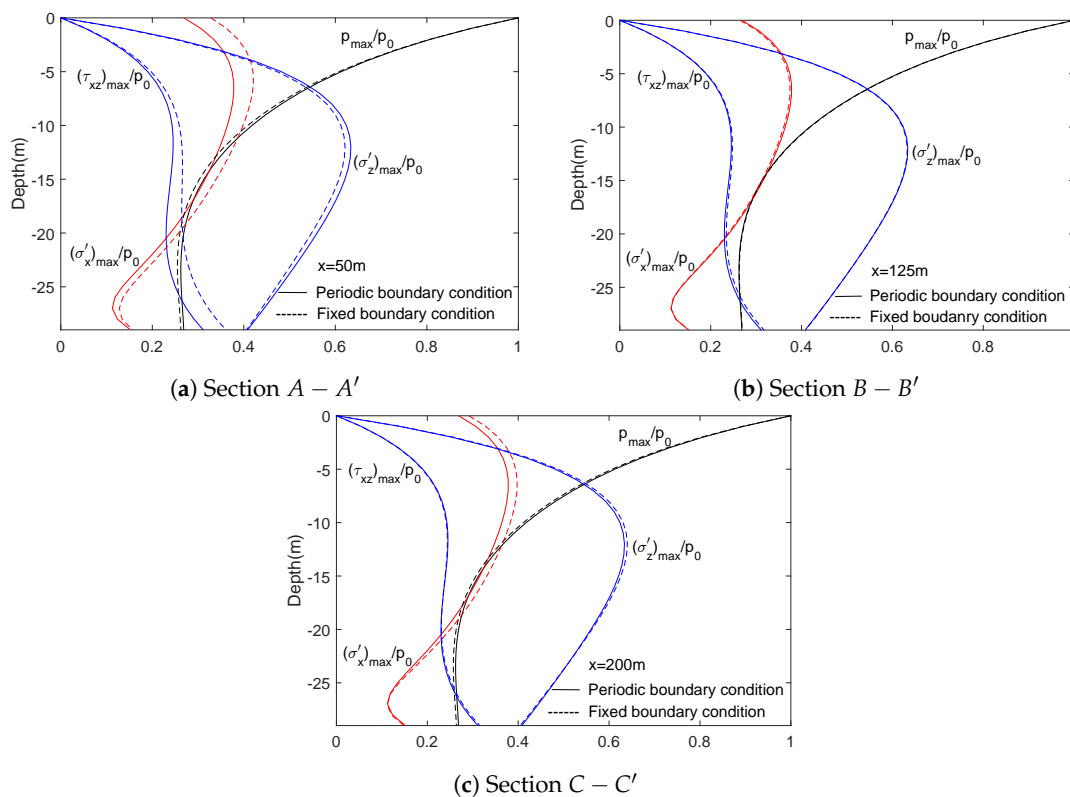 0
-5
-10
-15
-20
-25
Depth(m)
p_max/p_0
(τ_xz)_max/p_0
(σ'_z)_max/p_0
(σ'_x)_max/p_0
x=50m
Periodic boundary condition
Fixed boundary condition
0 0.2 0.4 0.6 0.8 1
(a) Section A − A′
0
-5
-10
-15
-20
-25
Depth(m)
p_max/p_0
(τ_xz)_max/p_0
(σ'_z)_max/p_0
(σ'_x)_max/p_0
x=125m
Periodic boundary condition
Fixed boudanry condition
0 0.2 0.4 0.6 0.8
(b) Section B − B′
0
-5
-10
-15
-20
-25
Depth(m)
p_max/p_0
(τ_xz)_max/p_0
(σ'_z)_max/p_0
(σ'_x)_max/p_0
x=200m
Periodic boundary condition
Fixed boundary condition
0 0.2 0.4 0.6 0.8 1
(c) Section C − C′